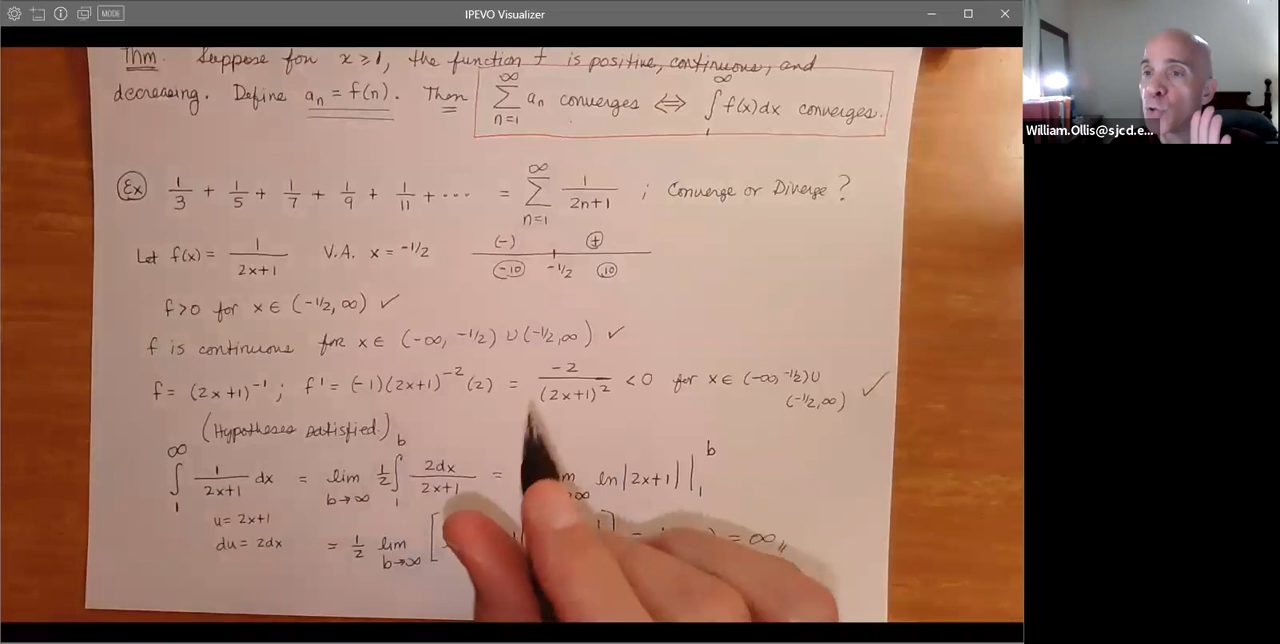 MODE
IPEVO Visualizer
William.Ollis@sjcd.e...
Thm. Suppose for x ≥ 1, the function f is positive, continuous, and
decreasing. Define aₙ = f(n). Then ∞Σn=1 aₙ converges ⇔ ∫₁^∞ f(x)dx converges.
Ex 1/3 + 1/5 + 1/7 + 1/9 + 1/11 + ⋯ = ∞Σn=1 1/(2n+1) ; Converge or Diverge?
Let f(x) = 1/(2x+1) V.A. x = -1/2 (-) +
-10 -1/2 10
f>0 for x ∈ (-1/2, ∞) ✓
f is continuous for x ∈ (-∞, -1/2) ∪ (-1/2, ∞) ✓
f = (2x+1)⁻¹ ; f' = (-1)(2x+1)⁻²(2) = -2/(2x+1)² < 0 for x ∈ (-∞, -1/2) ∪
(-1/2, ∞) ✓
(Hypotheses Satisfied.)
∫₁^∞ 1/(2x+1) dx = lim b→∞ 1/2 ∫₁^b 2dx/(2x+1) = ln|2x+1| |₁^b
u = 2x+1
du = 2dx = 1/2 lim b→∞ [ = ∞